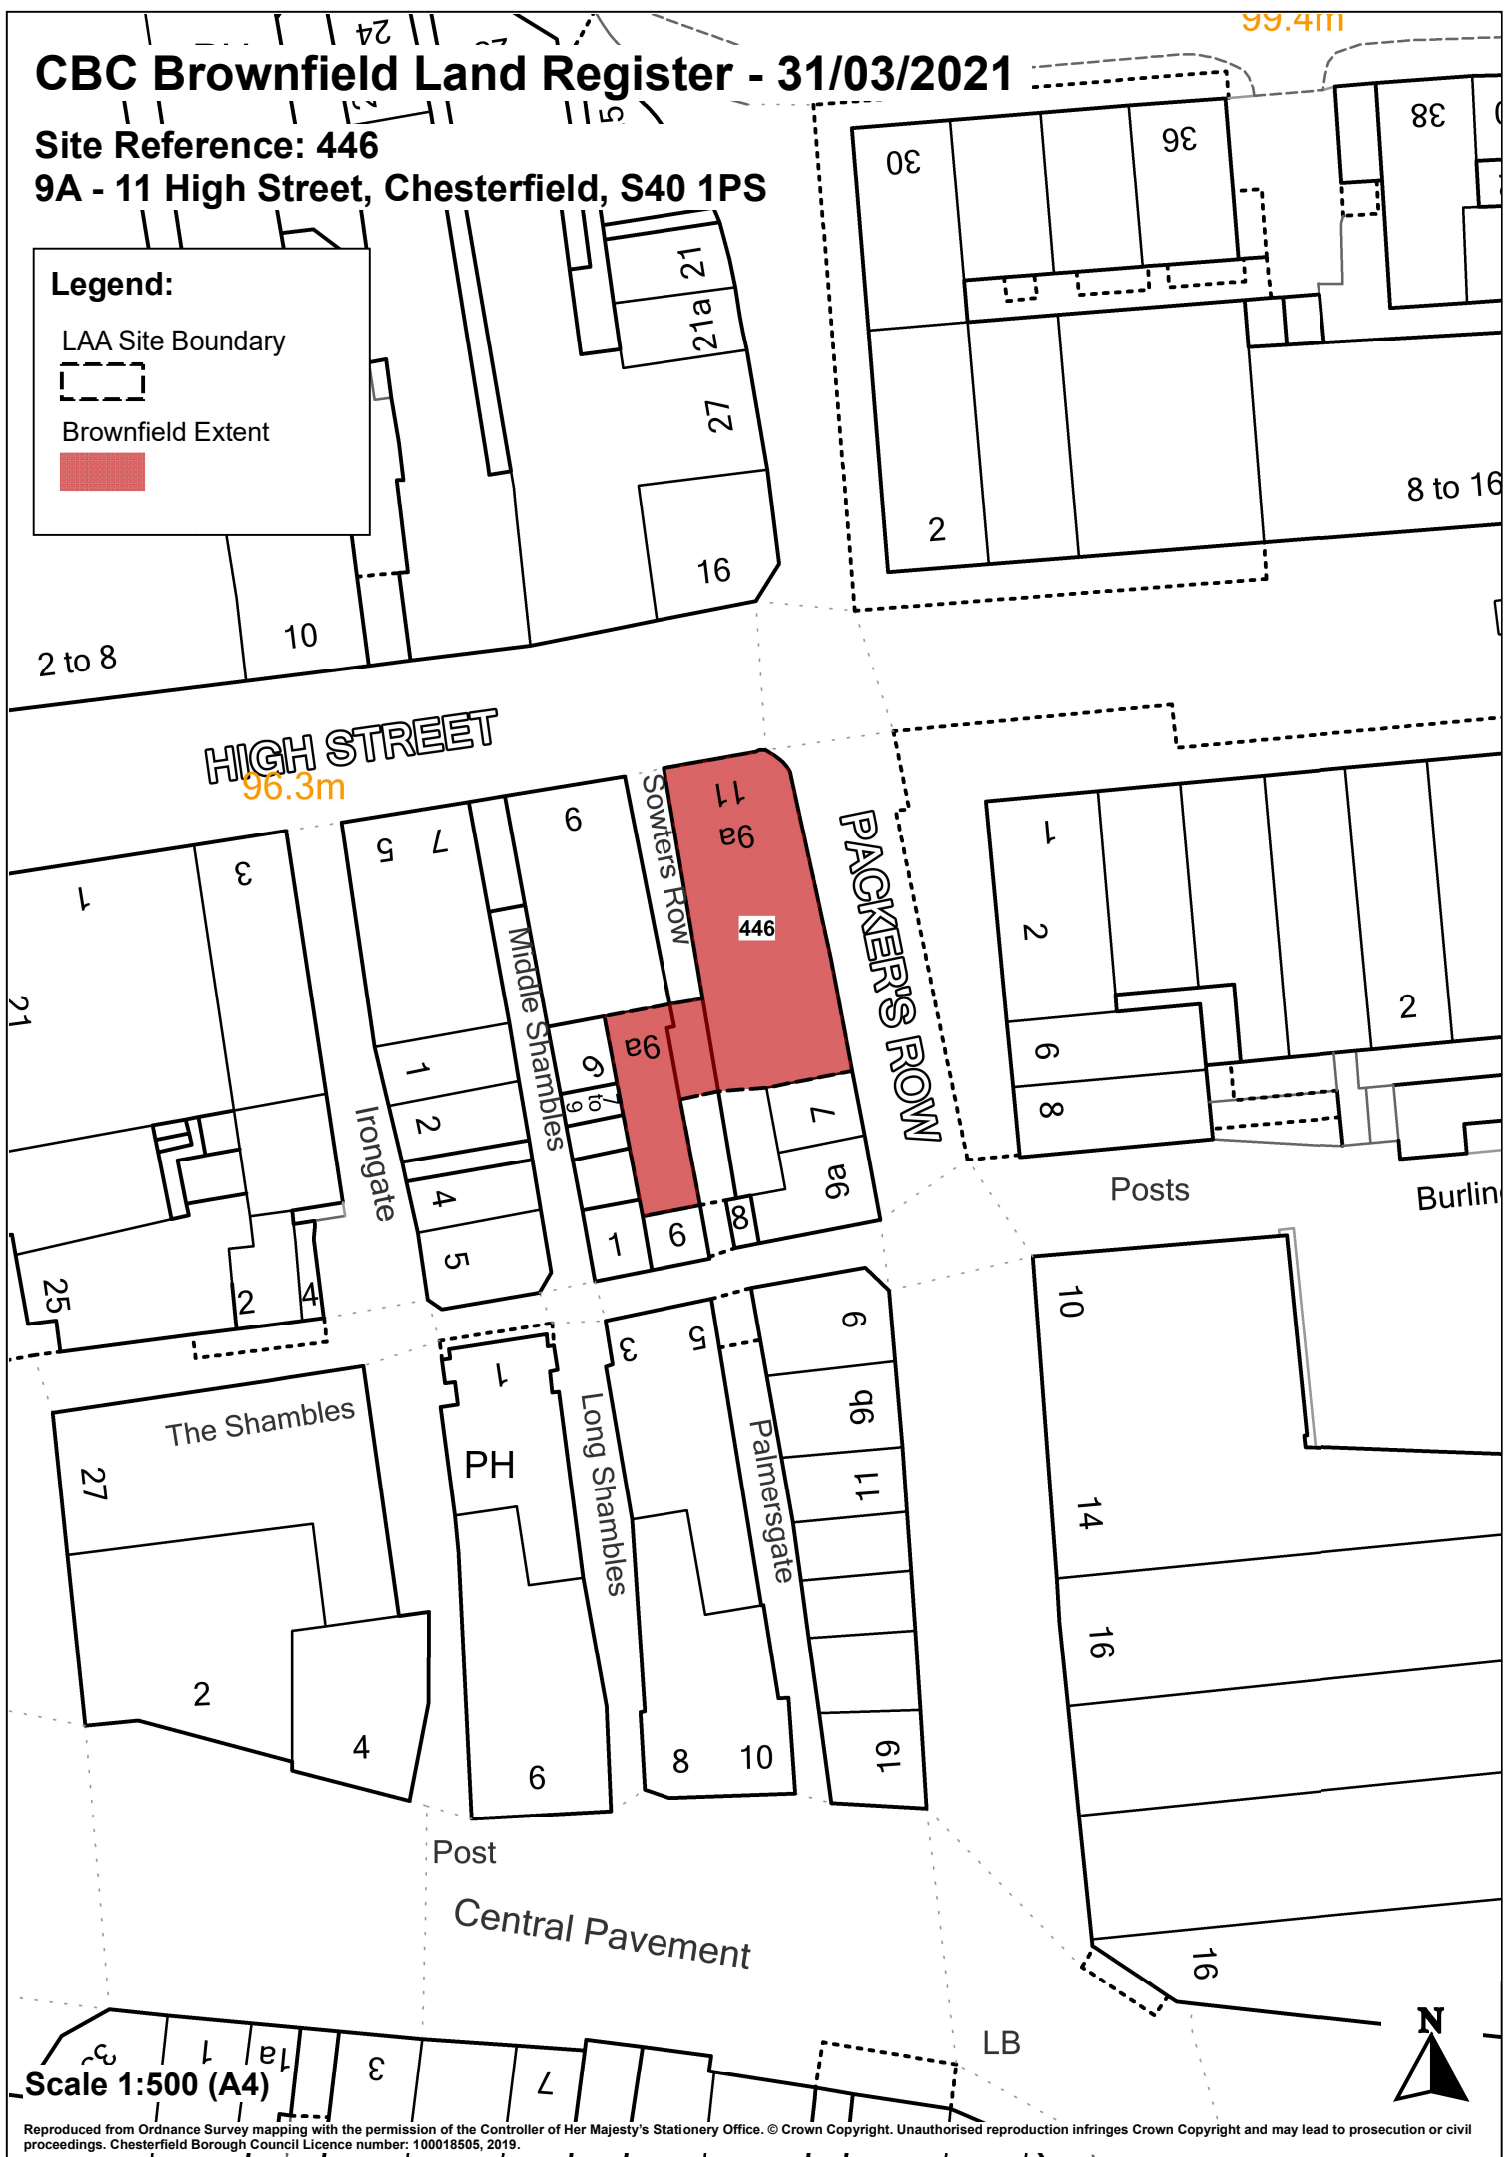 99.4m
24
CBC Brownfield Land Register - 31/03/2021
Site Reference: 446
9A - 11 High Street, Chesterfield, S40 1PS
30
36
38
Legend:
LAA Site Boundary
Brownfield Extent
21
21a
27
16
2
8 to 16
10
2 to 8
HIGH STREET
96.3m
Sowters Row
11
9a
446
PACKER'S ROW
1
3
5
7
9
Middle Shambles
1
2
6
8
2
21
9a
6
7 to 9
Irongate
1
2
4
5
7
9a
1
6
8
Posts
Burlin
25
2
4
10
The Shambles
27
1
PH
Long Shambles
3
5
Palmersgate
9
9b
11
14
16
2
4
6
8
10
19
Post
Central Pavement
16
LB
N
1
1a
3
7
Scale 1:500 (A4)
Reproduced from Ordnance Survey mapping with the permission of the Controller of Her Majesty's Stationery Office. © Crown Copyright. Unauthorised reproduction infringes Crown Copyright and may lead to prosecution or civil
proceedings. Chesterfield Borough Council Licence number: 100018505, 2019.